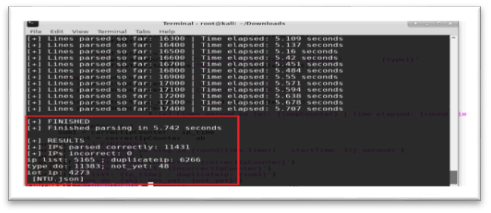 Terminal - root@kali: ~/Downloads
File Edit View Terminal Tabs Help
[+] Lines parsed so far: 16300 | Time elapsed: 5.109 seconds
[+] Lines parsed so far: 16400 | Time elapsed: 5.137 seconds
[+] Lines parsed so far: 16500 | Time elapsed: 5.16 seconds
[+] Lines parsed so far: 16600 | Time elapsed: 5.42 seconds
[+] Lines parsed so far: 16700 | Time elapsed: 5.451 seconds
[+] Lines parsed so far: 16800 | Time elapsed: 5.484 seconds
[+] Lines parsed so far: 16900 | Time elapsed: 5.55 seconds
[+] Lines parsed so far: 17000 | Time elapsed: 5.571 seconds
[+] Lines parsed so far: 17100 | Time elapsed: 5.594 seconds
[+] Lines parsed so far: 17200 | Time elapsed: 5.638 seconds
[+] Lines parsed so far: 17300 | Time elapsed: 5.678 seconds
[+] Lines parsed so far: 17400 | Time elapsed: 5.707 seconds
[+] FINISHED
[+] Finished parsing in 5.742 seconds
[+] RESULTS
[+] IPs parsed correctly: 11431
[+] IPs incorrect: 0
ip list: 5165 ; duplicateip: 6266
type do: 11383; not_yet: 48
iot ip: 4273
[NTU.json]